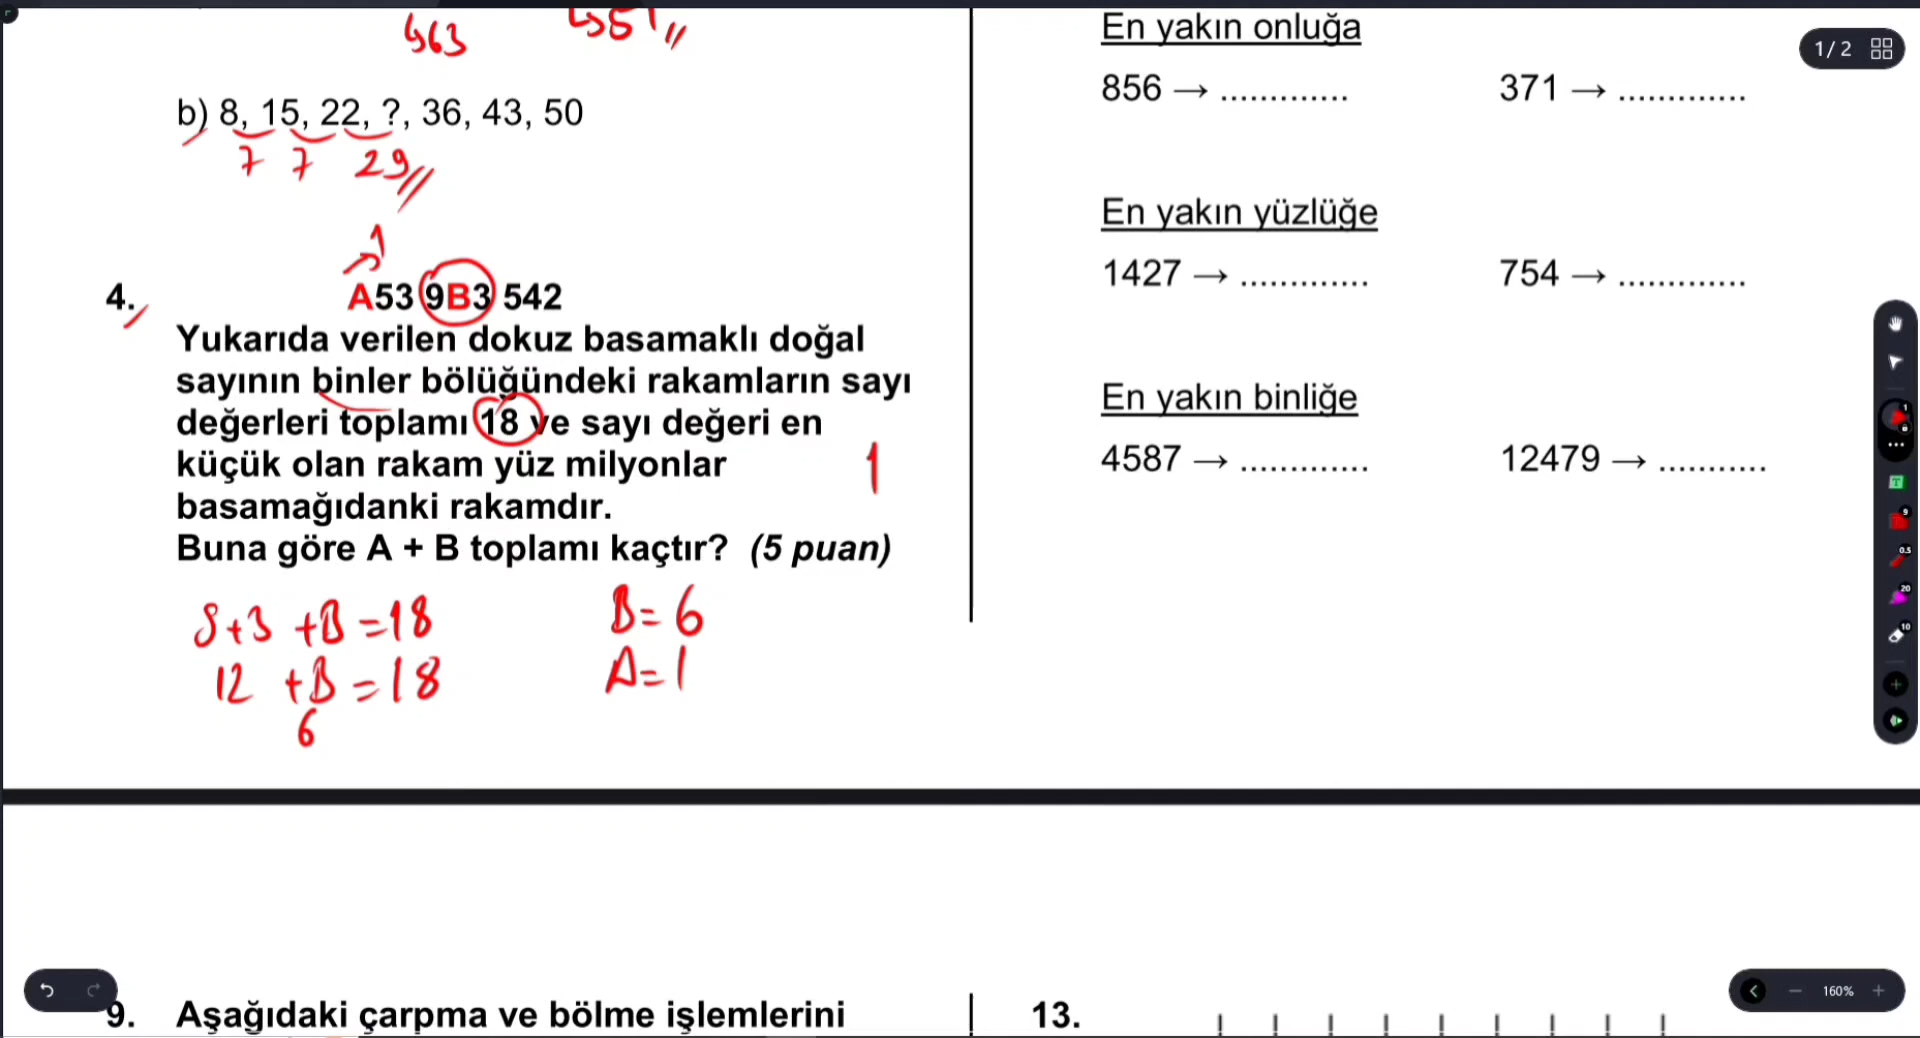 463
1/2
b) 8, 15, 22, ?, 36, 43, 50
7 7 29
1
4. A53 9B3 542
Yukarıda verilen dokuz basamaklı doğal
sayının binler bölüğündeki rakamların sayı
değerleri toplamı 18 ve sayı değeri en
küçük olan rakam yüz milyonlar
basamağıdanki rakamdır.
1
Buna göre A + B toplamı kaçtır? (5 puan)
9+3 +B =18
12 +B =18
6
B= 6
A= 1
En yakın onluğa
856 → .............
371 → .............
En yakın yüzlüğe
1427 → .............
754 → .............
En yakın binliğe
4587 → .............
12479 → ...........
9. Aşağıdaki çarpma ve bölme işlemlerini
13.
160%